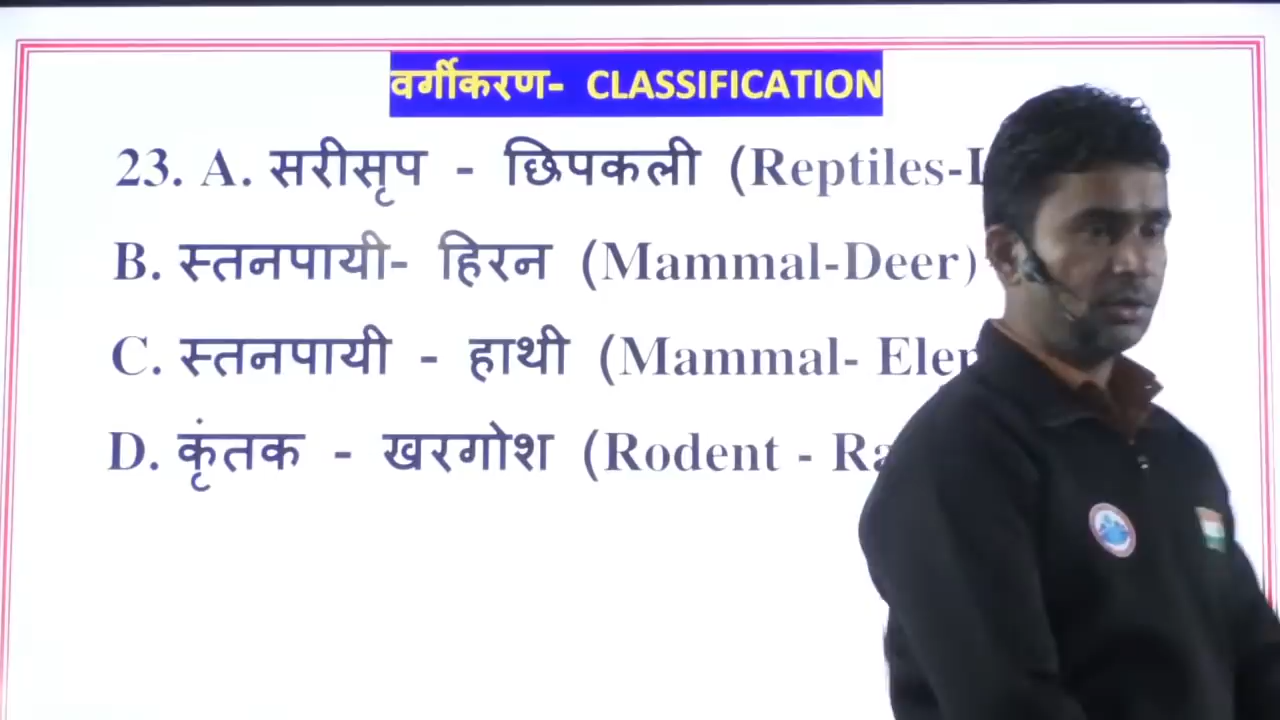 वर्गीकरण- CLASSIFICATION
23. A. सरीसृप - छिपकली (Reptiles-
B. स्तनपायी- हिरन (Mammal-Deer)
C. स्तनपायी - हाथी (Mammal-
D. कृंतक - खरगोश (Rodent -